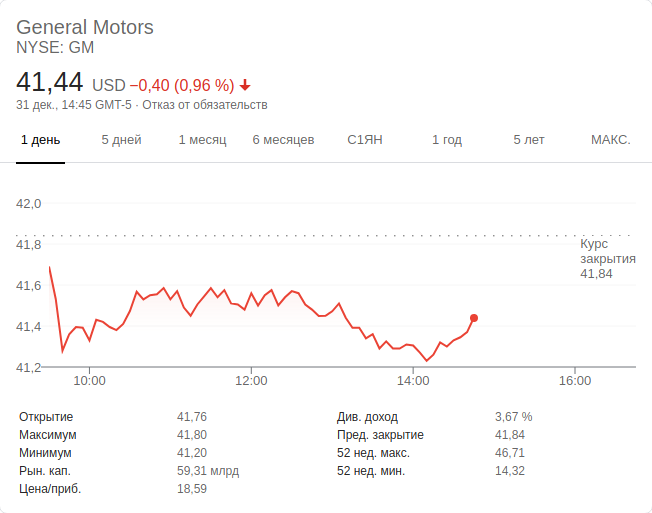 General Motors
NYSE: GM
41,44 USD −0,40 (0,96 %)
31 дек., 14:45 GMT-5 · Отказ от обязательств
1 день 5 дней 1 месяц 6 месяцев С1ЯН 1 год 5 лет МАКС.
42,0
41,8
41,6
41,4
41,2
Курс
закрытия
41,84
10:00 12:00 14:00 16:00
Открытие 41,76 Див. доход 3,67 %
Максимум 41,80 Пред. закрытие 41,84
Минимум 41,20 52 нед. макс. 46,71
Рын. кап. 59,31 млрд 52 нед. мин. 14,32
Цена/приб. 18,59